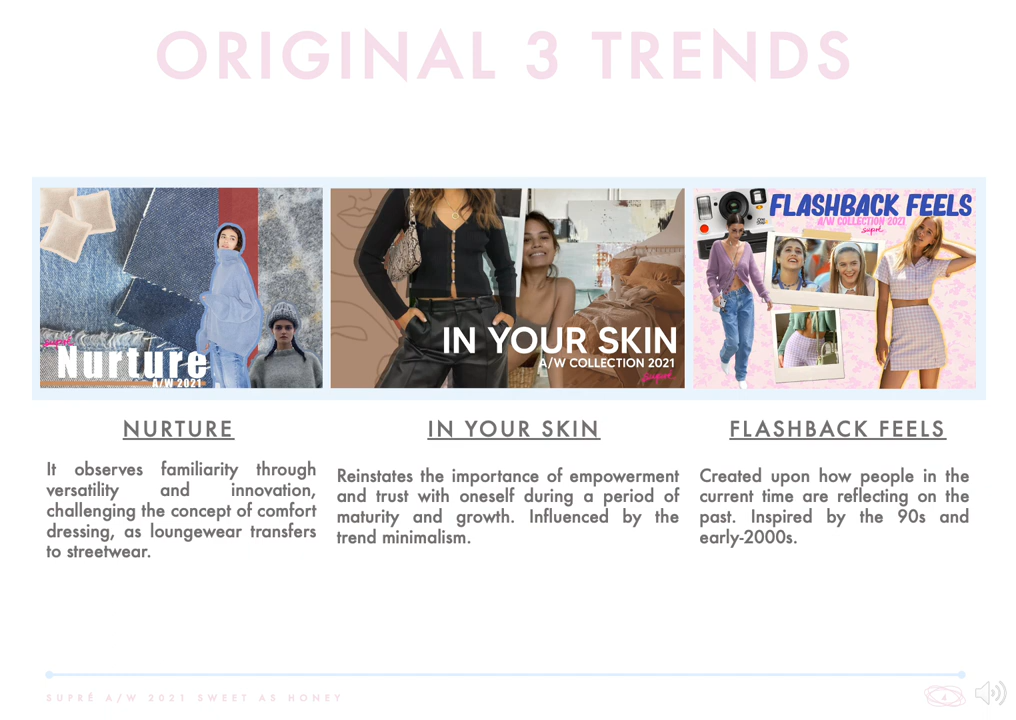 ORIGINAL 3 TRENDS
supré
Nurture
A/W 2021
IN YOUR SKIN
A/W COLLECTION 2021
supré
FLASHBACK FEELS
A/W COLLECTION 2021
supré
NURTURE
It observes familiarity through
versatility and innovation,
challenging the concept of comfort
dressing, as loungewear transfers
to streetwear.
IN YOUR SKIN
Reinstates the importance of empowerment
and trust with oneself during a period of
maturity and growth. Influenced by the
trend minimalism.
FLASHBACK FEELS
Created upon how people in the
current time are reflecting on the
past. Inspired by the 90s and
early-2000s.
SUPRÉ A/W 2021 SWEET AS HONEY